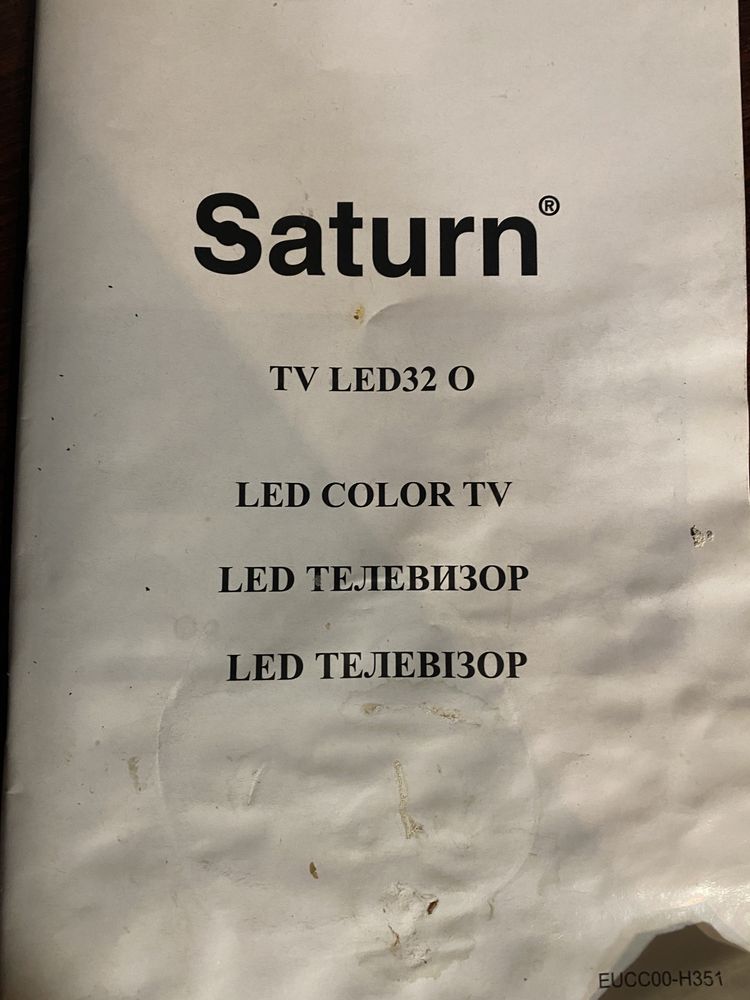 Saturn®
TV LED32 O
LED COLOR TV
LED ТЕЛЕВИЗОР
LED ТЕЛЕВІЗОР
EUCC00-H351